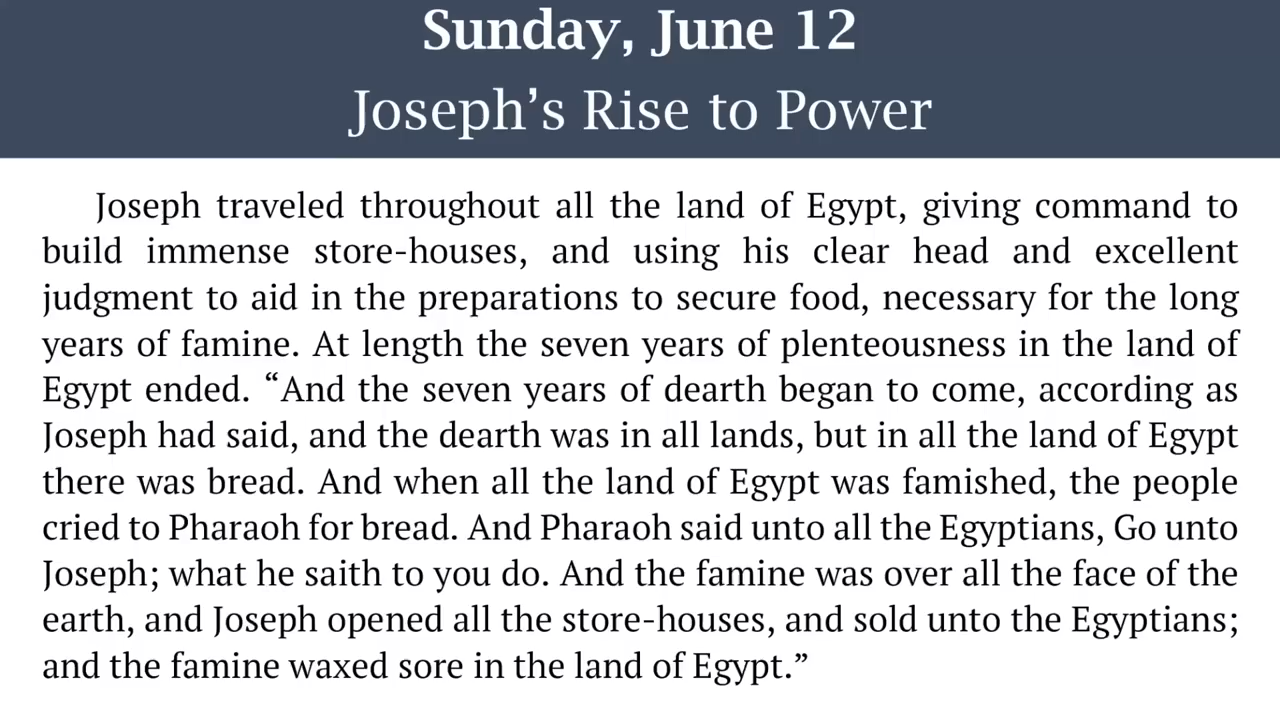 Sunday, June 12
Joseph’s Rise to Power
Joseph traveled throughout all the land of Egypt, giving command to
build immense store-houses, and using his clear head and excellent
judgment to aid in the preparations to secure food, necessary for the long
years of famine. At length the seven years of plenteousness in the land of
Egypt ended. “And the seven years of dearth began to come, according as
Joseph had said, and the dearth was in all lands, but in all the land of Egypt
there was bread. And when all the land of Egypt was famished, the people
cried to Pharaoh for bread. And Pharaoh said unto all the Egyptians, Go unto
Joseph; what he saith to you do. And the famine was over all the face of the
earth, and Joseph opened all the store-houses, and sold unto the Egyptians;
and the famine waxed sore in the land of Egypt.”